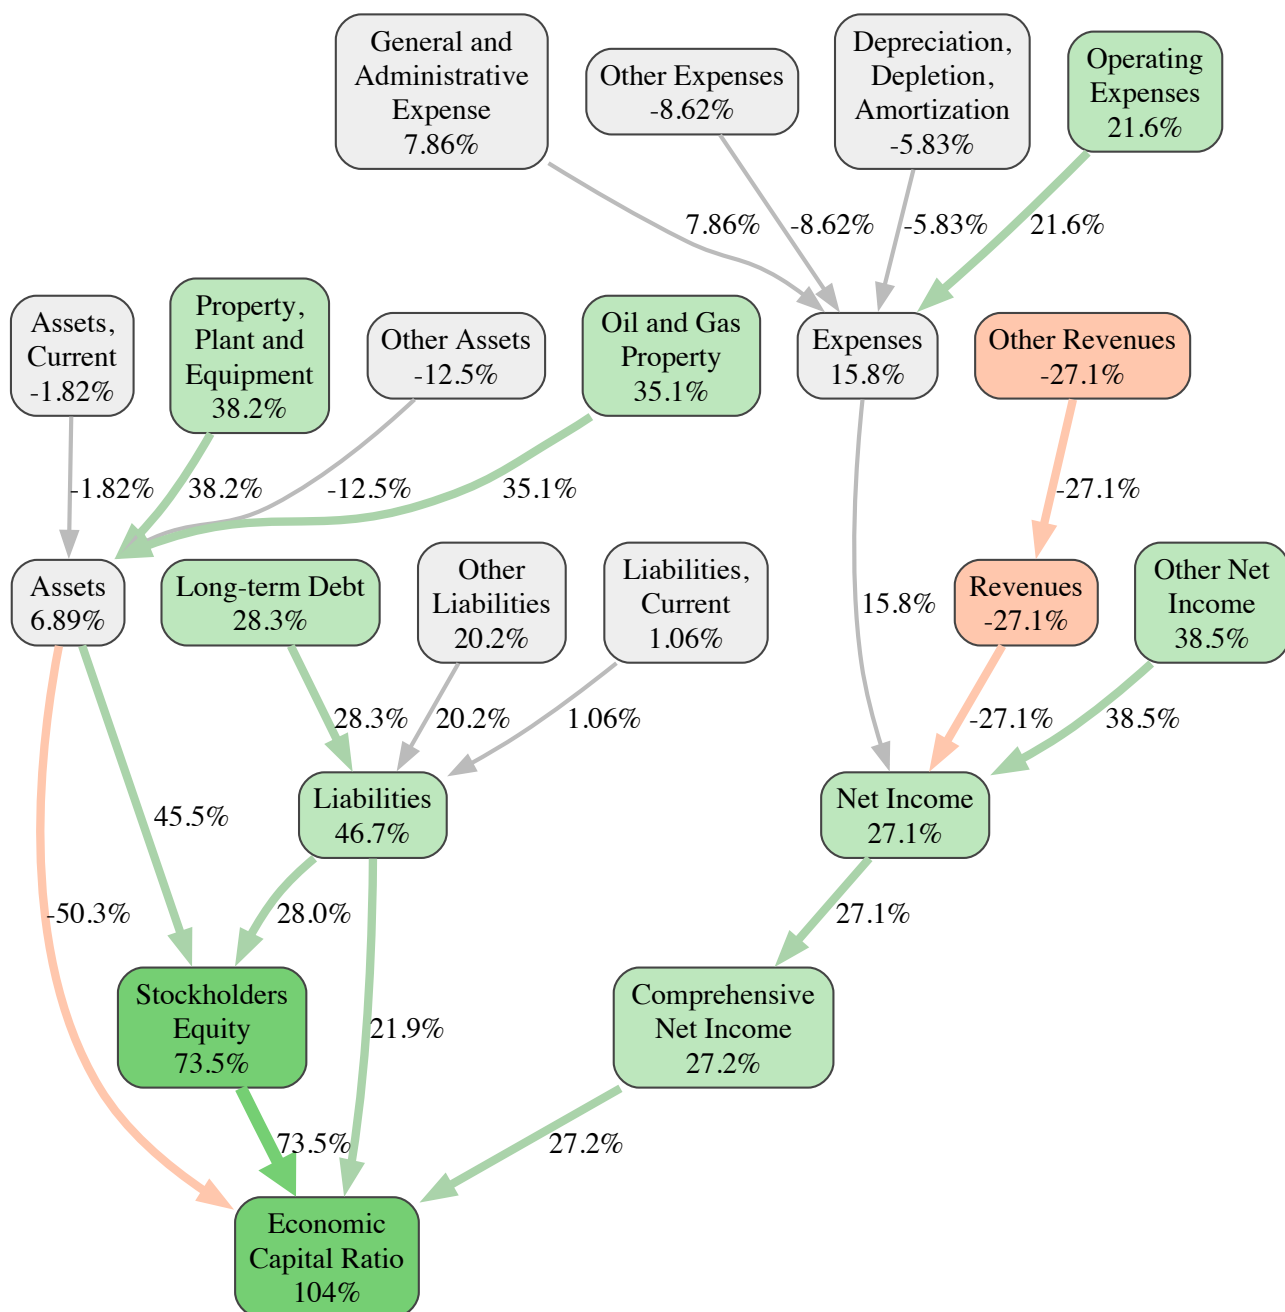 General and
Administrative
Expense
7.86%
Other Expenses
-8.62%
Depreciation,
Depletion,
Amortization
-5.83%
Operating
Expenses
21.6%
7.86%
-8.62%
-5.83%
21.6%
Assets,
Current
-1.82%
Property,
Plant and
Equipment
38.2%
Other Assets
-12.5%
Oil and Gas
Property
35.1%
Expenses
15.8%
Other Revenues
-27.1%
-1.82%
38.2%
-12.5%
35.1%
-27.1%
Assets
6.89%
Long-term Debt
28.3%
Other
Liabilities
20.2%
Liabilities,
Current
1.06%
15.8%
Revenues
-27.1%
Other Net
Income
38.5%
28.3%
20.2%
1.06%
-27.1%
38.5%
45.5%
Liabilities
46.7%
Net Income
27.1%
-50.3%
28.0%
27.1%
Stockholders
Equity
73.5%
21.9%
Comprehensive
Net Income
27.2%
73.5%
27.2%
Economic
Capital Ratio
104%